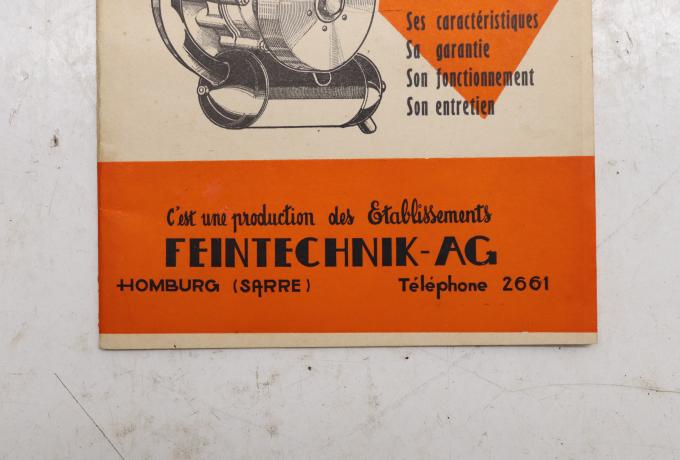 Ses caractéristiques
Sa garantie
Son fonctionnement
Son entretien
C'est une production des Etablissements
FEINTECHNIK-AG
HOMBURG (SARRE) Téléphone 2661